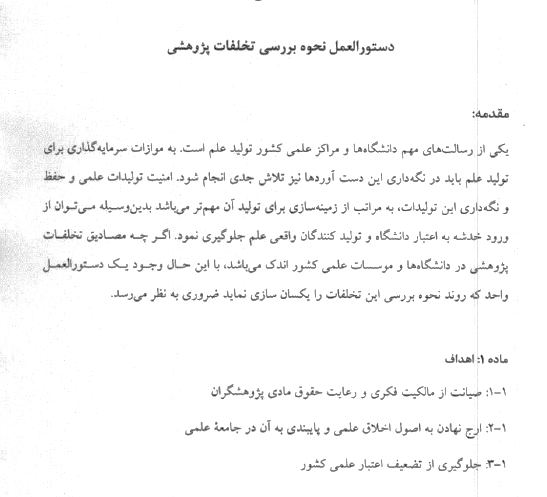 دستورالعمل نحوه بررسی تخلفات پژوهشی
مقدمه:
یکی از رسالت‌های مهم دانشگاه‌ها و مراکز علمی کشور تولید علم است. به موازات سرمایه‌گذاری برای
تولید علم باید در نگه‌داری این دست آوردها نیز تلاش جدی انجام شود. امنیت تولیدات علمی و حفظ
و نگه‌داری این تولیدات، به مراتب از زمینه‌سازی برای تولید آن مهم‌تر می‌باشد بدین‌وسیله می‌توان از
ورود خدشه به اعتبار دانشگاه و تولید کنندگان واقعی علم جلوگیری نمود. اگر چه مصادیق تخلفات
پژوهشی در دانشگاه‌ها و موسسات علمی کشور اندک می‌باشد، با این حال وجود یک دستورالعمل
واحد که روند نحوه بررسی این تخلفات را یکسان سازی نماید ضروری به نظر می‌رسد.
ماده ۱: اهداف
۱-۱: صیانت از مالکیت فکری و رعایت حقوق مادی پژوهشگران
۲-۱: ارج نهادن به اصول اخلاق علمی و پایبندی به آن در جامعهٔ علمی
۳-۱: جلوگیری از تضعیف اعتبار علمی کشور